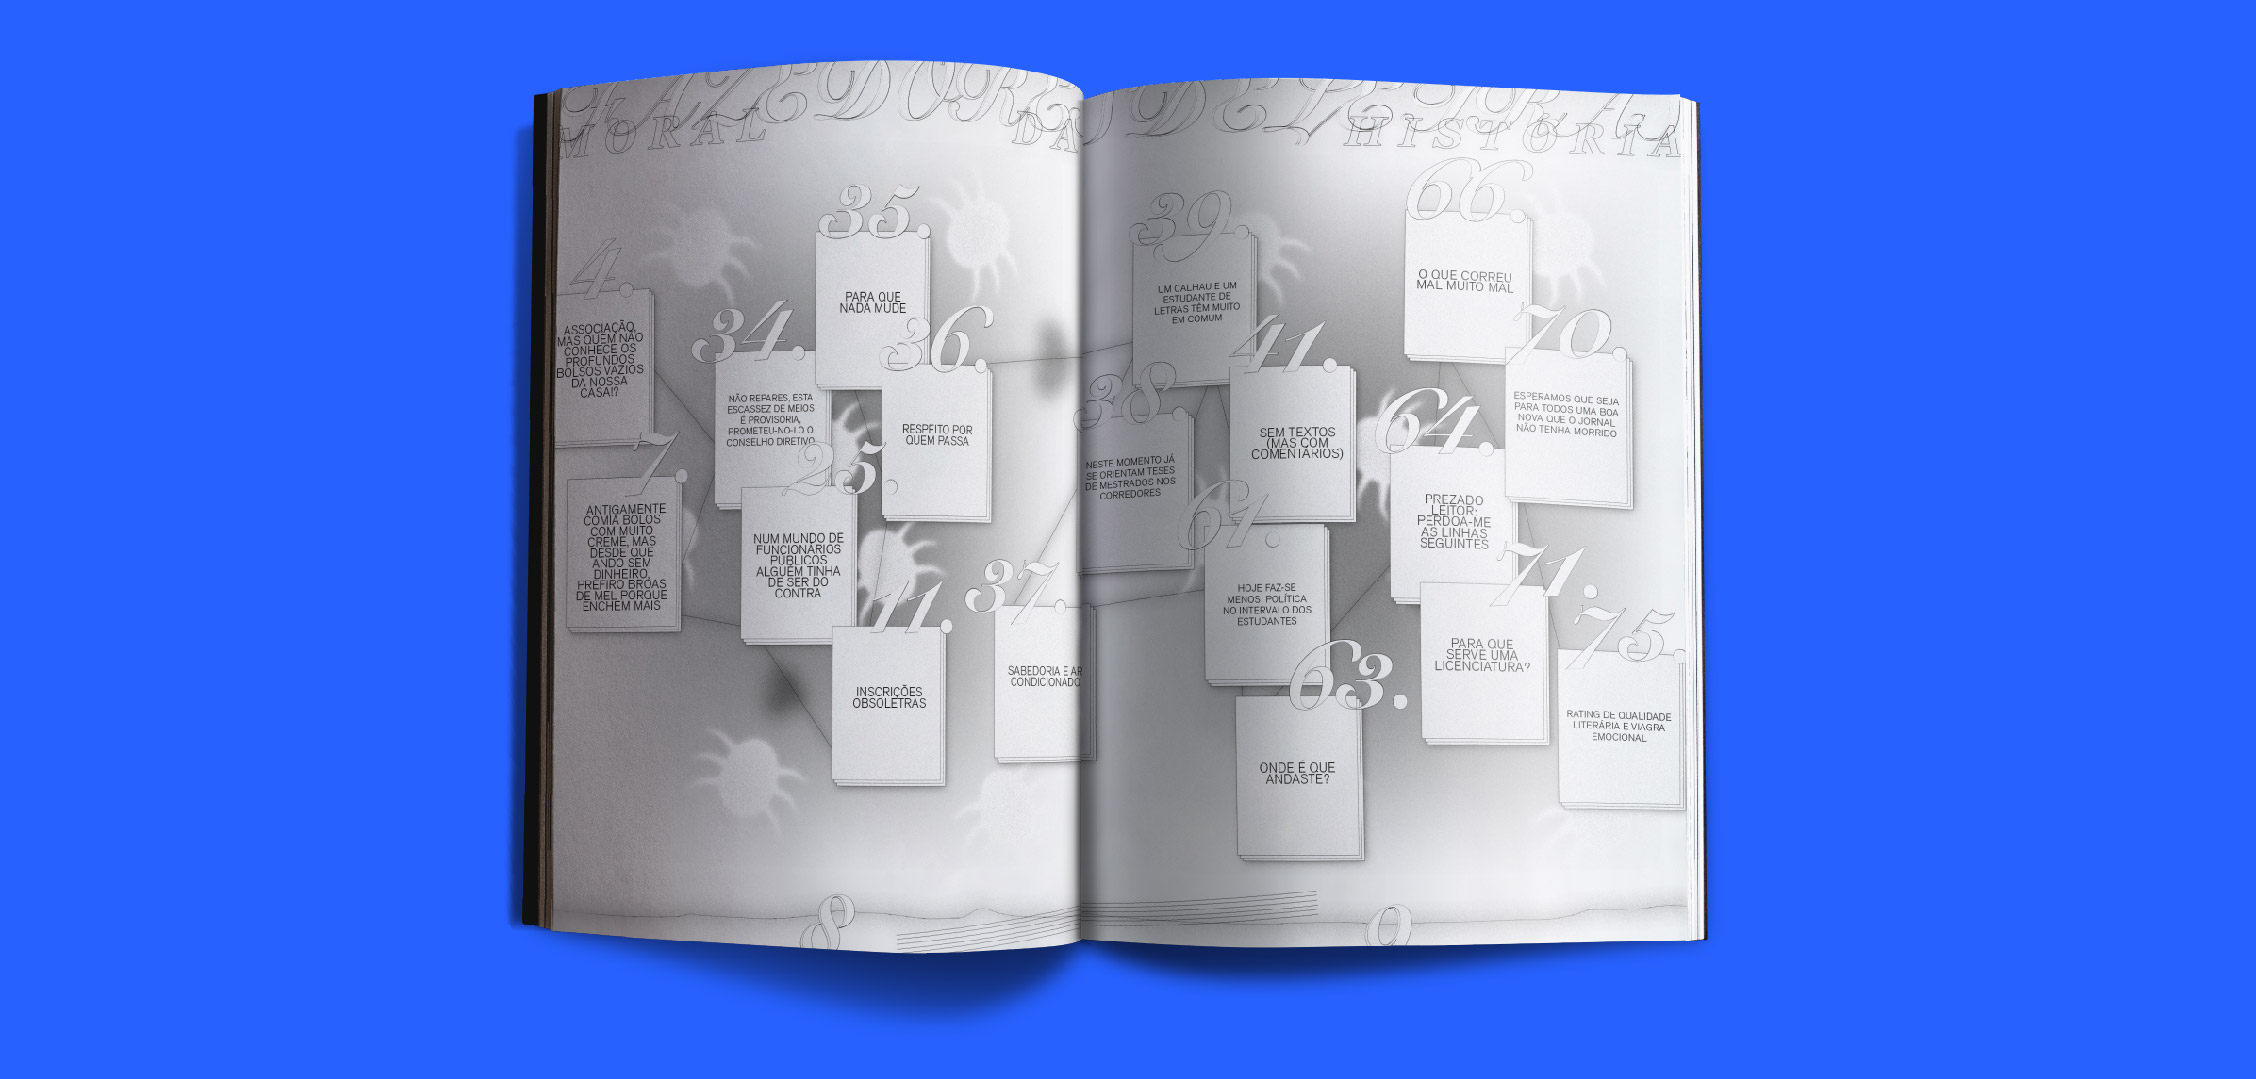 FAZEDORES DE LETRAS
MORAL DA HISTÓRIA
4.
ASSOCIAÇÃO,
MAS QUEM NÃO
CONHECE OS
PROFUNDOS
BOLSOS VAZIOS
DA NOSSA
CASA!?
7.
ANTIGAMENTE
COMIA BOLOS
COM MUITO
CREME, MAS
DESDE QUE
ANDO SEM
DINHEIRO,
PREFIRO BROAS
DE MEL PORQUE
ENCHEM MAIS
34.
NÃO REPARES, ESTA
ESCASSEZ DE MEIOS
É PROVISÓRIA,
PROMETEU-NO-LO O
CONSELHO DIRETIVO
35.
PARA QUE
NADA MUDE
36.
RESPEITO POR
QUEM PASSA
25.
NUM MUNDO DE
FUNCIONÁRIOS
PÚBLICOS
ALGUÉM TINHA
DE SER DO
CONTRA
11.
INSCRIÇÕES
OBSOLETRAS
37.
SABEDORIA E AR
CONDICIONADO
8
39.
UM CALHAU E UM
ESTUDANTE DE
LETRAS TÊM MUITO
EM COMUM
38.
NESTE MOMENTO JÁ
SE ORIENTAM TESES
DE MESTRADOS NOS
CORREDORES
41.
SEM TEXTOS
(MAS COM
COMENTÁRIOS)
61.
HOJE FAZ-SE
MENOS POLÍTICA
NO INTERVALO DOS
ESTUDANTES
63.
ONDE É QUE
ANDASTE?
66.
O QUE CORREU
MAL MUITO MAL
64.
PREZADO
LEITOR:
PERDOA-ME
AS LINHAS
SEGUINTES
70.
ESPERAMOS QUE SEJA
PARA TODOS UMA BOA
NOVA QUE O JORNAL
NÃO TENHA MORRIDO
71.
PARA QUE
SERVE UMA
LICENCIATURA?
75.
RATING DE QUALIDADE
LITERÁRIA E VIAGRA
EMOCIONAL
9